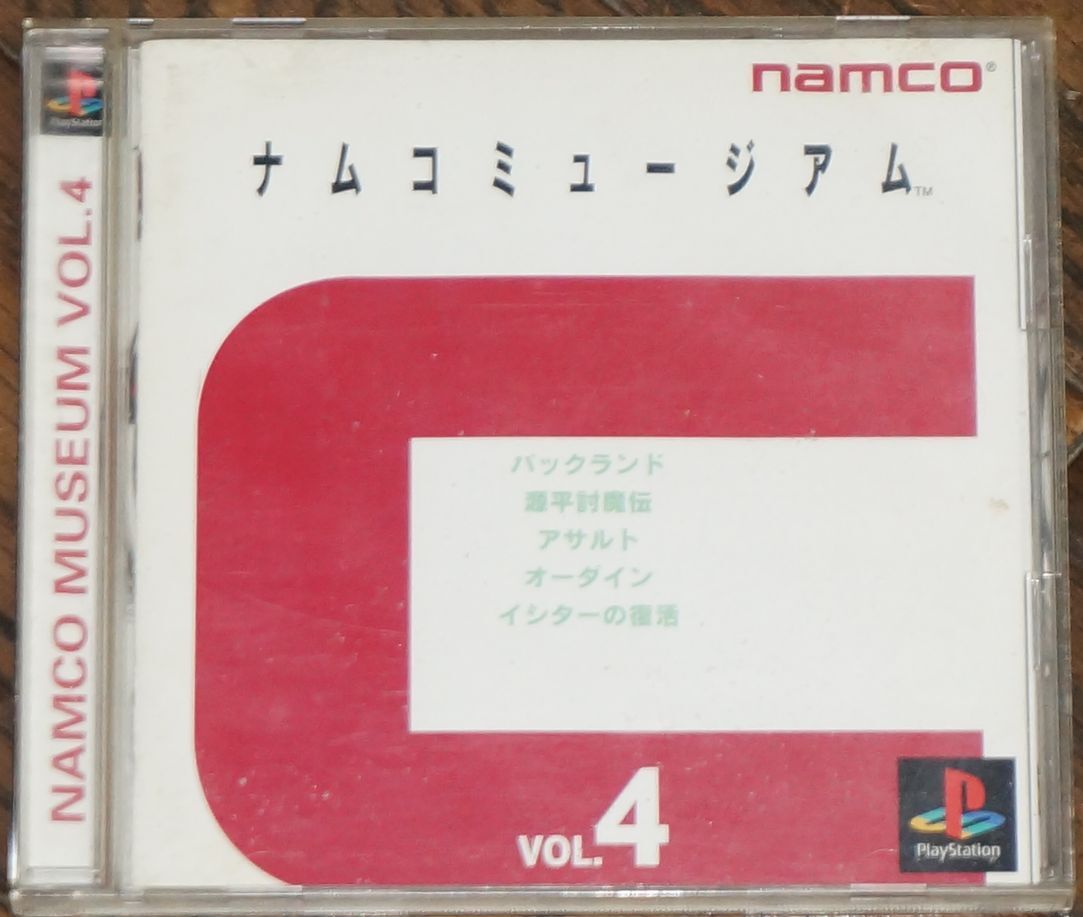 PlayStation
NAMCO MUSEUM VOL.4
namco®
ナムコミュージアム™
パックランド
源平討魔伝
アサルト
オーダイン
イシターの復活
VOL.4
PlayStation